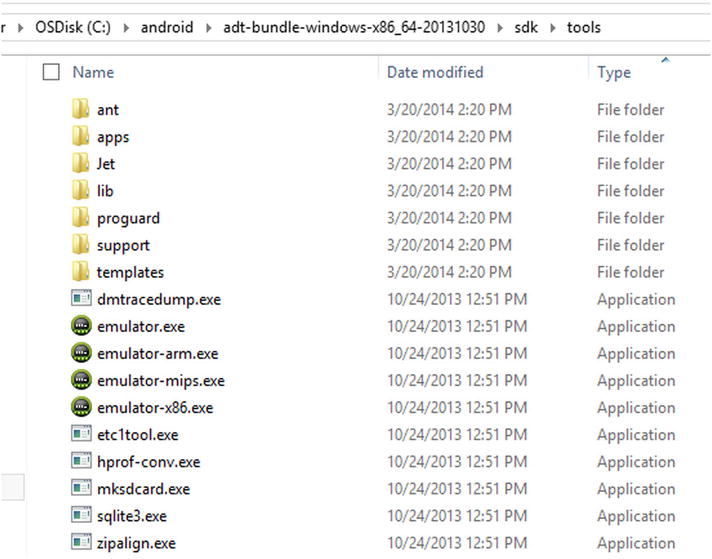 r OSDisk (C:) android adt-bundle-windows-x86_64-20131030 sdk tools
Name Date modified Type
ant 3/20/2014 2:20 PM File folder
apps 3/20/2014 2:20 PM File folder
Jet 3/20/2014 2:20 PM File folder
lib 3/20/2014 2:20 PM File folder
proguard 3/20/2014 2:20 PM File folder
support 3/20/2014 2:20 PM File folder
templates 3/20/2014 2:20 PM File folder
dmtracedump.exe 10/24/2013 12:51 PM Application
emulator.exe 10/24/2013 12:51 PM Application
emulator-arm.exe 10/24/2013 12:51 PM Application
emulator-mips.exe 10/24/2013 12:51 PM Application
emulator-x86.exe 10/24/2013 12:51 PM Application
etc1tool.exe 10/24/2013 12:51 PM Application
hprof-conv.exe 10/24/2013 12:51 PM Application
mksdcard.exe 10/24/2013 12:51 PM Application
sqlite3.exe 10/24/2013 12:51 PM Application
zipalign.exe 10/24/2013 12:51 PM Application